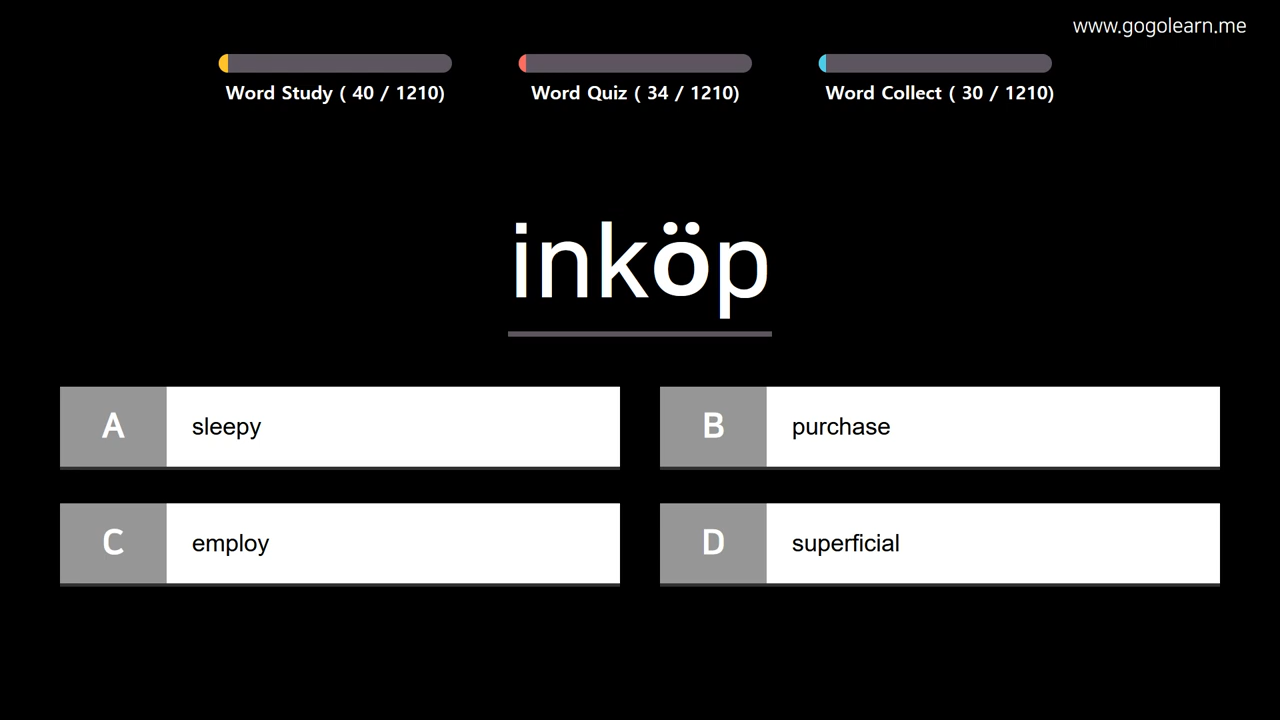 www.gogolearn.me
Word Study ( 40 / 1210)
Word Quiz ( 34 / 1210)
Word Collect ( 30 / 1210)
inköp
A sleepy
B purchase
C employ
D superficial